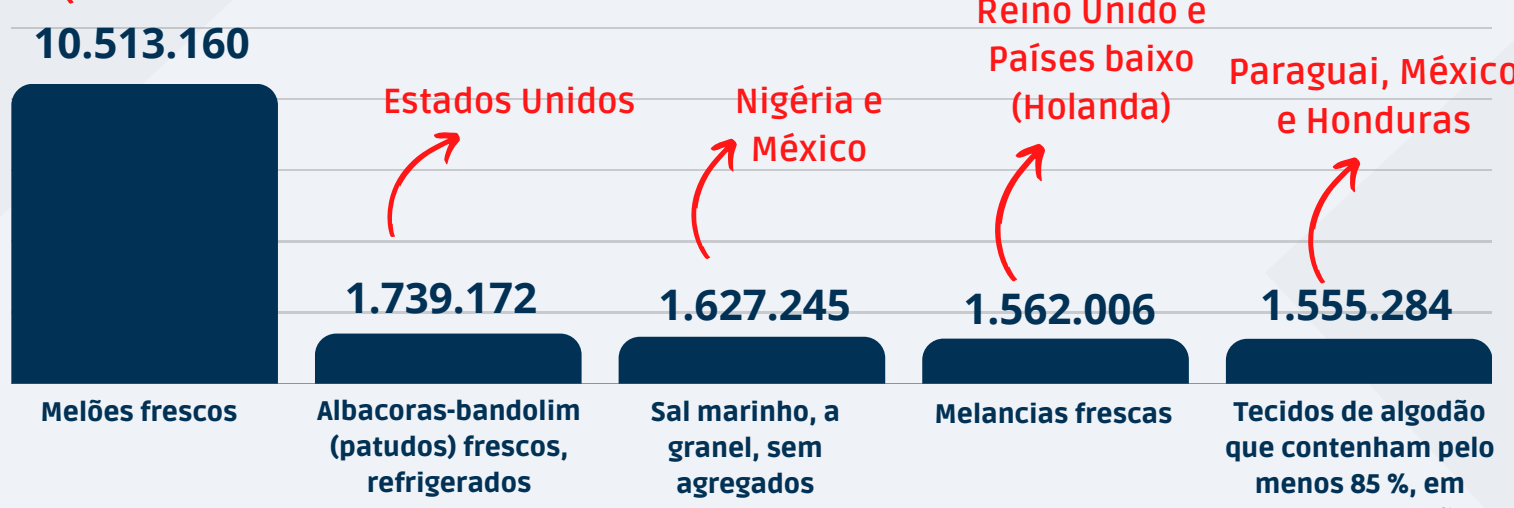 10.513.160
Estados Unidos
Nigéria e
México
Reino Unido e
Países baixo
(Holanda)
Paraguai, México
e Honduras
1.739.172
1.627.245
1.562.006
1.555.284
Melões frescos
Albacoras-bandolim
(patudos) frescos,
refrigerados
Sal marinho, a
granel, sem
agregados
Melancias frescas
Tecidos de algodão
que contenham pelo
menos 85 %, em